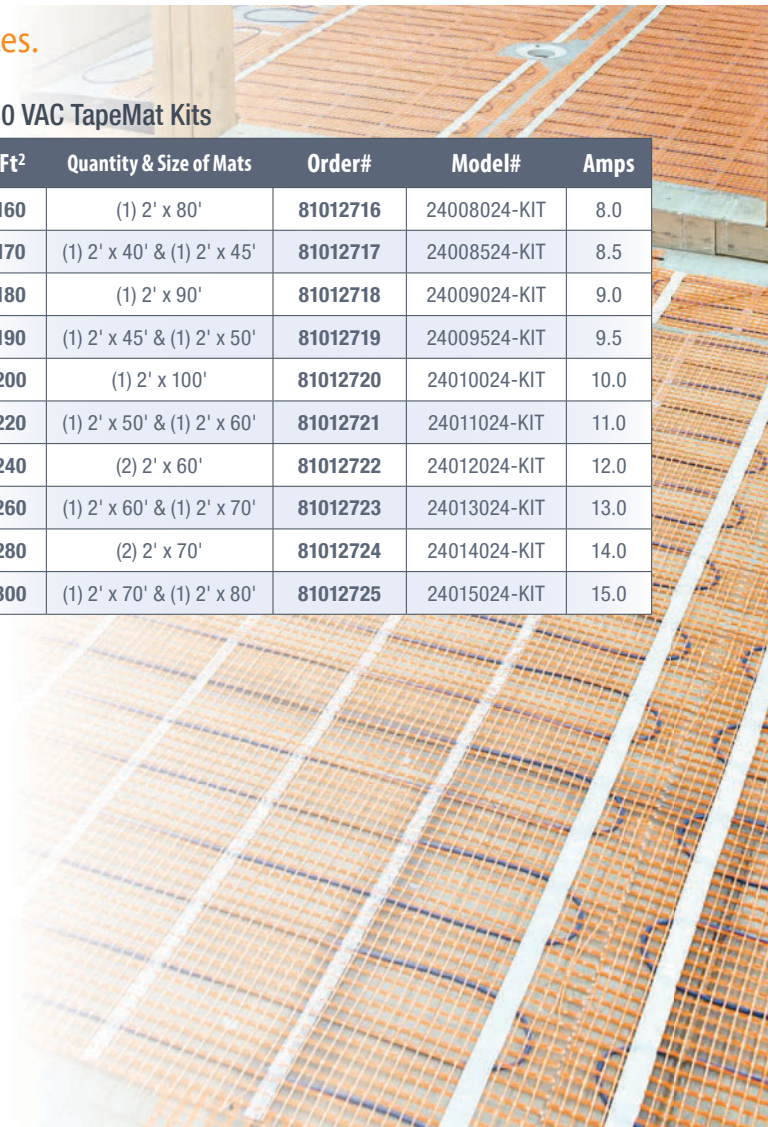 es.
0 VAC TapeMat Kits
Ft² Quantity & Size of Mats Order# Model# Amps
160 (1) 2' x 80' 81012716 24008024-KIT 8.0
170 (1) 2' x 40' & (1) 2' x 45' 81012717 24008524-KIT 8.5
180 (1) 2' x 90' 81012718 24009024-KIT 9.0
190 (1) 2' x 45' & (1) 2' x 50' 81012719 24009524-KIT 9.5
200 (1) 2' x 100' 81012720 24010024-KIT 10.0
220 (1) 2' x 50' & (1) 2' x 60' 81012721 24011024-KIT 11.0
240 (2) 2' x 60' 81012722 24012024-KIT 12.0
260 (1) 2' x 60' & (1) 2' x 70' 81012723 24013024-KIT 13.0
280 (2) 2' x 70' 81012724 24014024-KIT 14.0
300 (1) 2' x 70' & (1) 2' x 80' 81012725 24015024-KIT 15.0